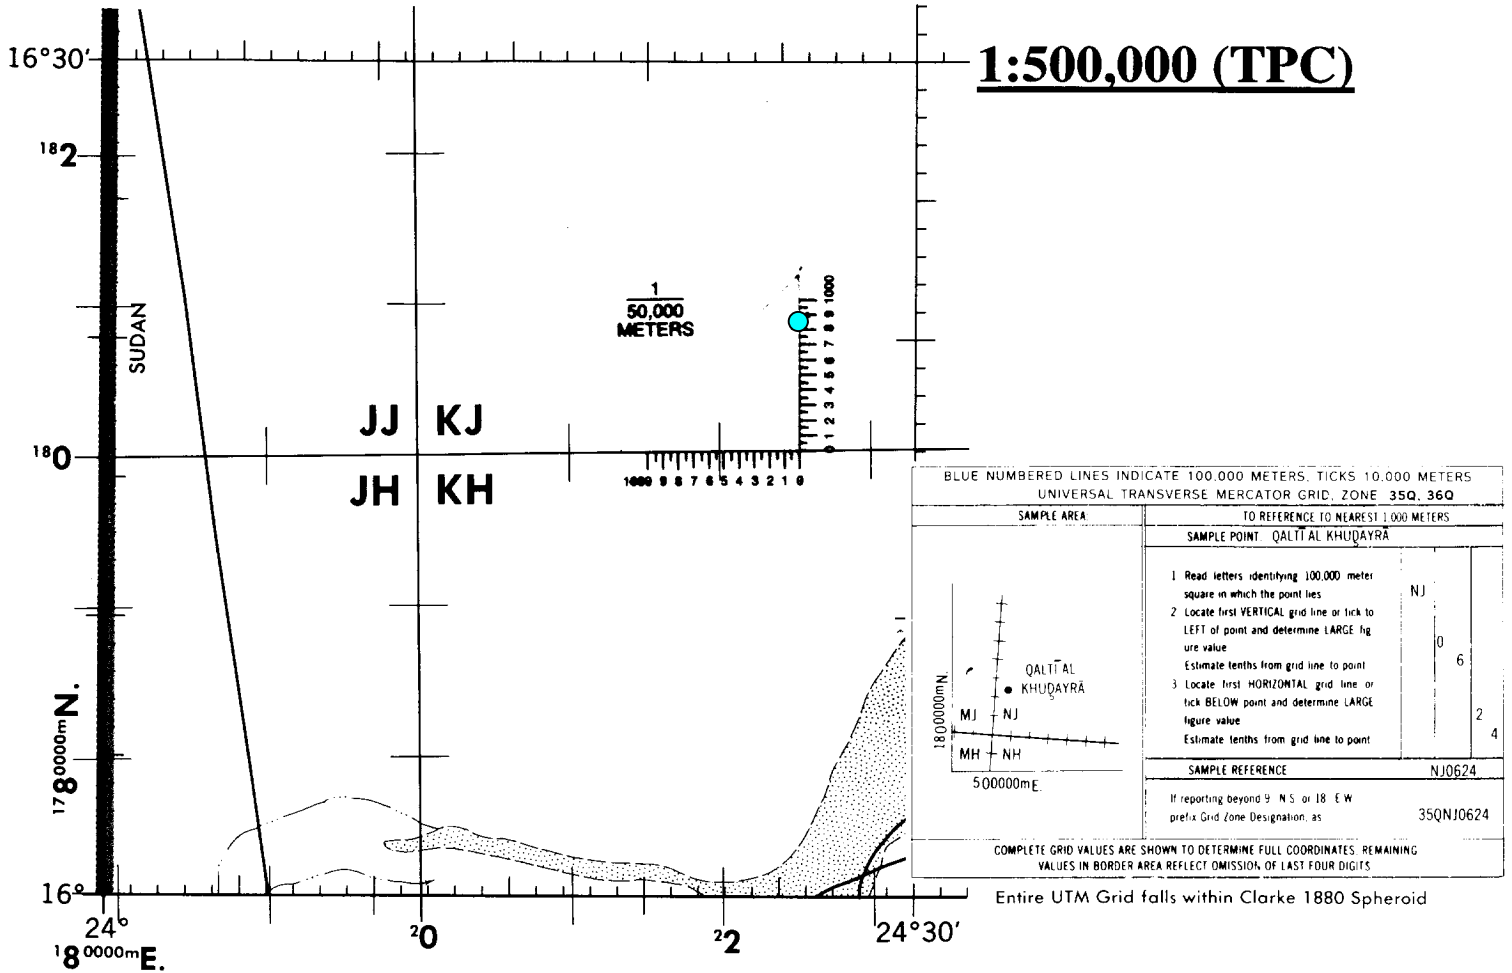 16°30'
1:500,000 (TPC)
182
SUDAN
1
50,000
METERS
0 1 2 3 4 5 6 7 8 9 1000
JJ KJ
180
1000 9 8 7 6 5 4 3 2 1 0
JH KH
BLUE NUMBERED LINES INDICATE 100,000 METERS, TICKS 10,000 METERS
UNIVERSAL TRANSVERSE MERCATOR GRID, ZONE 35Q, 36Q
SAMPLE AREA:
TO REFERENCE TO NEAREST 1,000 METERS
SAMPLE POINT: QALTĪ AL KHUḌAYRĀ
1 Read letters identifying 100,000 meter
square in which the point lies
NJ
2 Locate first VERTICAL grid line or tick to
LEFT of point and determine LARGE fig
ure value
0
Estimate tenths from grid line to point
6
3 Locate first HORIZONTAL grid line or
tick BELOW point and determine LARGE
figure value
2
Estimate tenths from grid line to point
4
QALTĪ AL
KHUḌAYRĀ
MJ NJ
MH NH
1800000mN.
500000mE.
SAMPLE REFERENCE NJ0624
If reporting beyond 9° N S or 18° E W
prefix Grid Zone Designation, as 35QNJ0624
COMPLETE GRID VALUES ARE SHOWN TO DETERMINE FULL COORDINATES. REMAINING
VALUES IN BORDER AREA REFLECT OMISSION OF LAST FOUR DIGITS
Entire UTM Grid falls within Clarke 1880 Spheroid
1780000mN.
16°
24°
180000mE.
20
22
24°30'